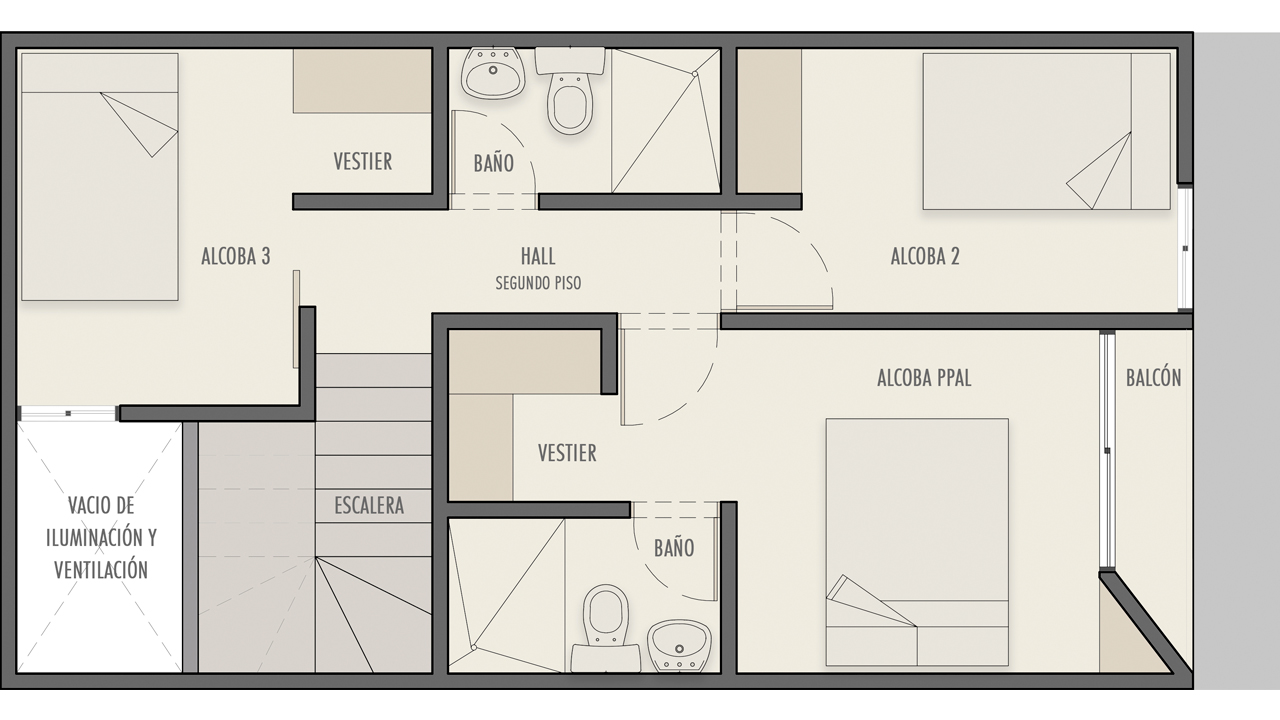 VESTIER
BAÑO
ALCOBA 3
HALL
SEGUNDO PISO
ALCOBA 2
ALCOBA PPAL
BALCÓN
VESTIER
VACIO DE
ILUMINACIÓN Y
VENTILACIÓN
ESCALERA
BAÑO